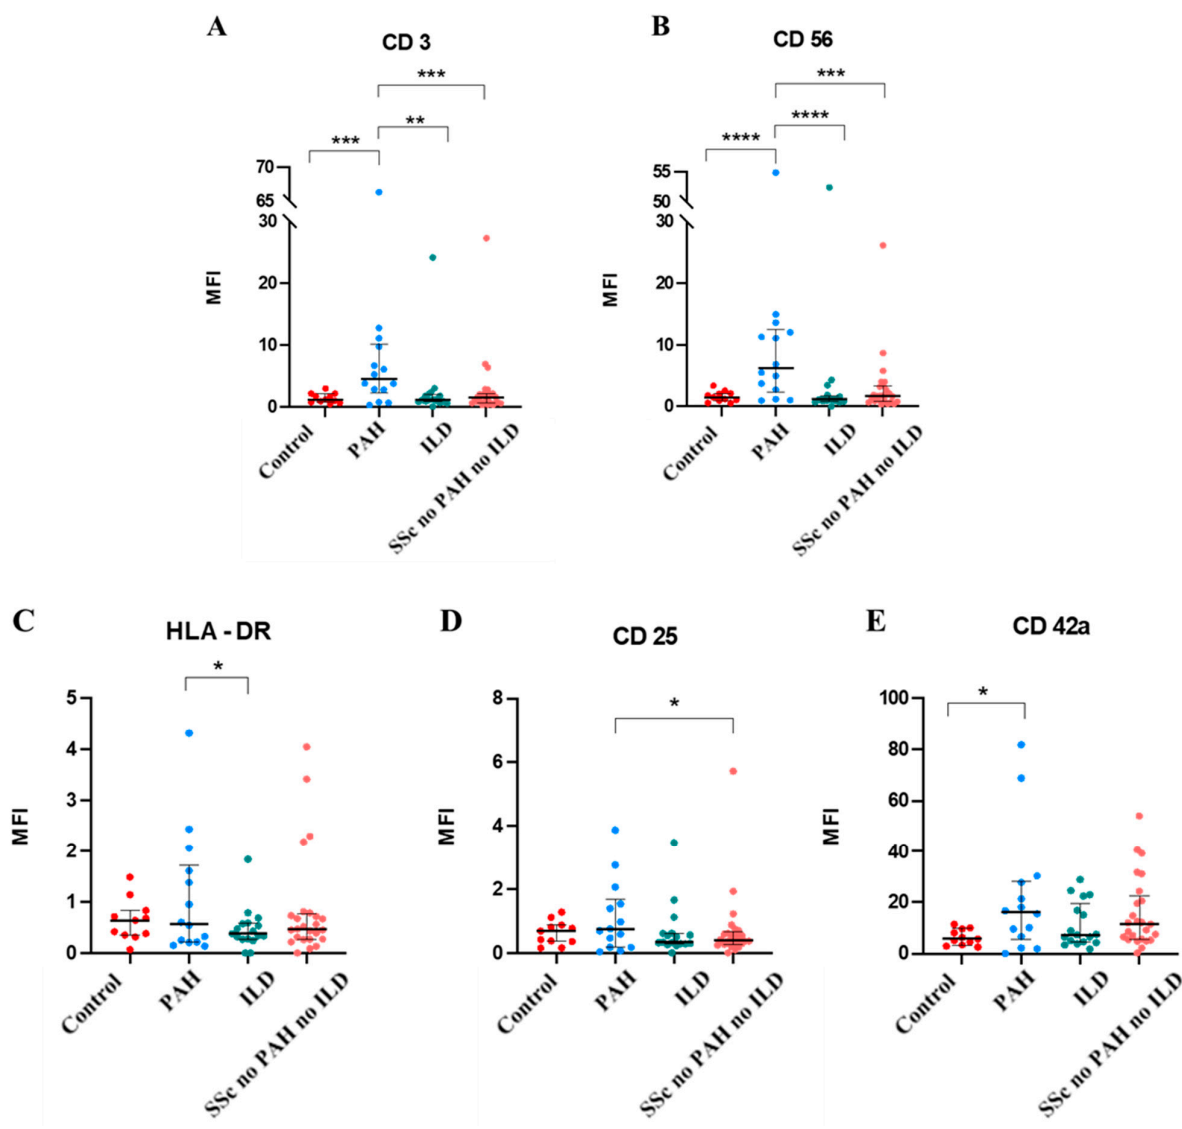 A
CD 3
***
**
***
70
65
30
20
10
0
MFI
Control
PAH
ILD
SSc no PAH no ILD
B
CD 56
***
****
****
55
50
30
20
10
0
MFI
Control
PAH
ILD
SSc no PAH no ILD
C
HLA - DR
*
5
4
3
2
1
0
MFI
Control
PAH
ILD
SSc no PAH no ILD
D
CD 25
*
8
6
4
2
0
MFI
Control
PAH
ILD
SSc no PAH no ILD
E
CD 42a
*
100
80
60
40
20
0
MFI
Control
PAH
ILD
SSc no PAH no ILD